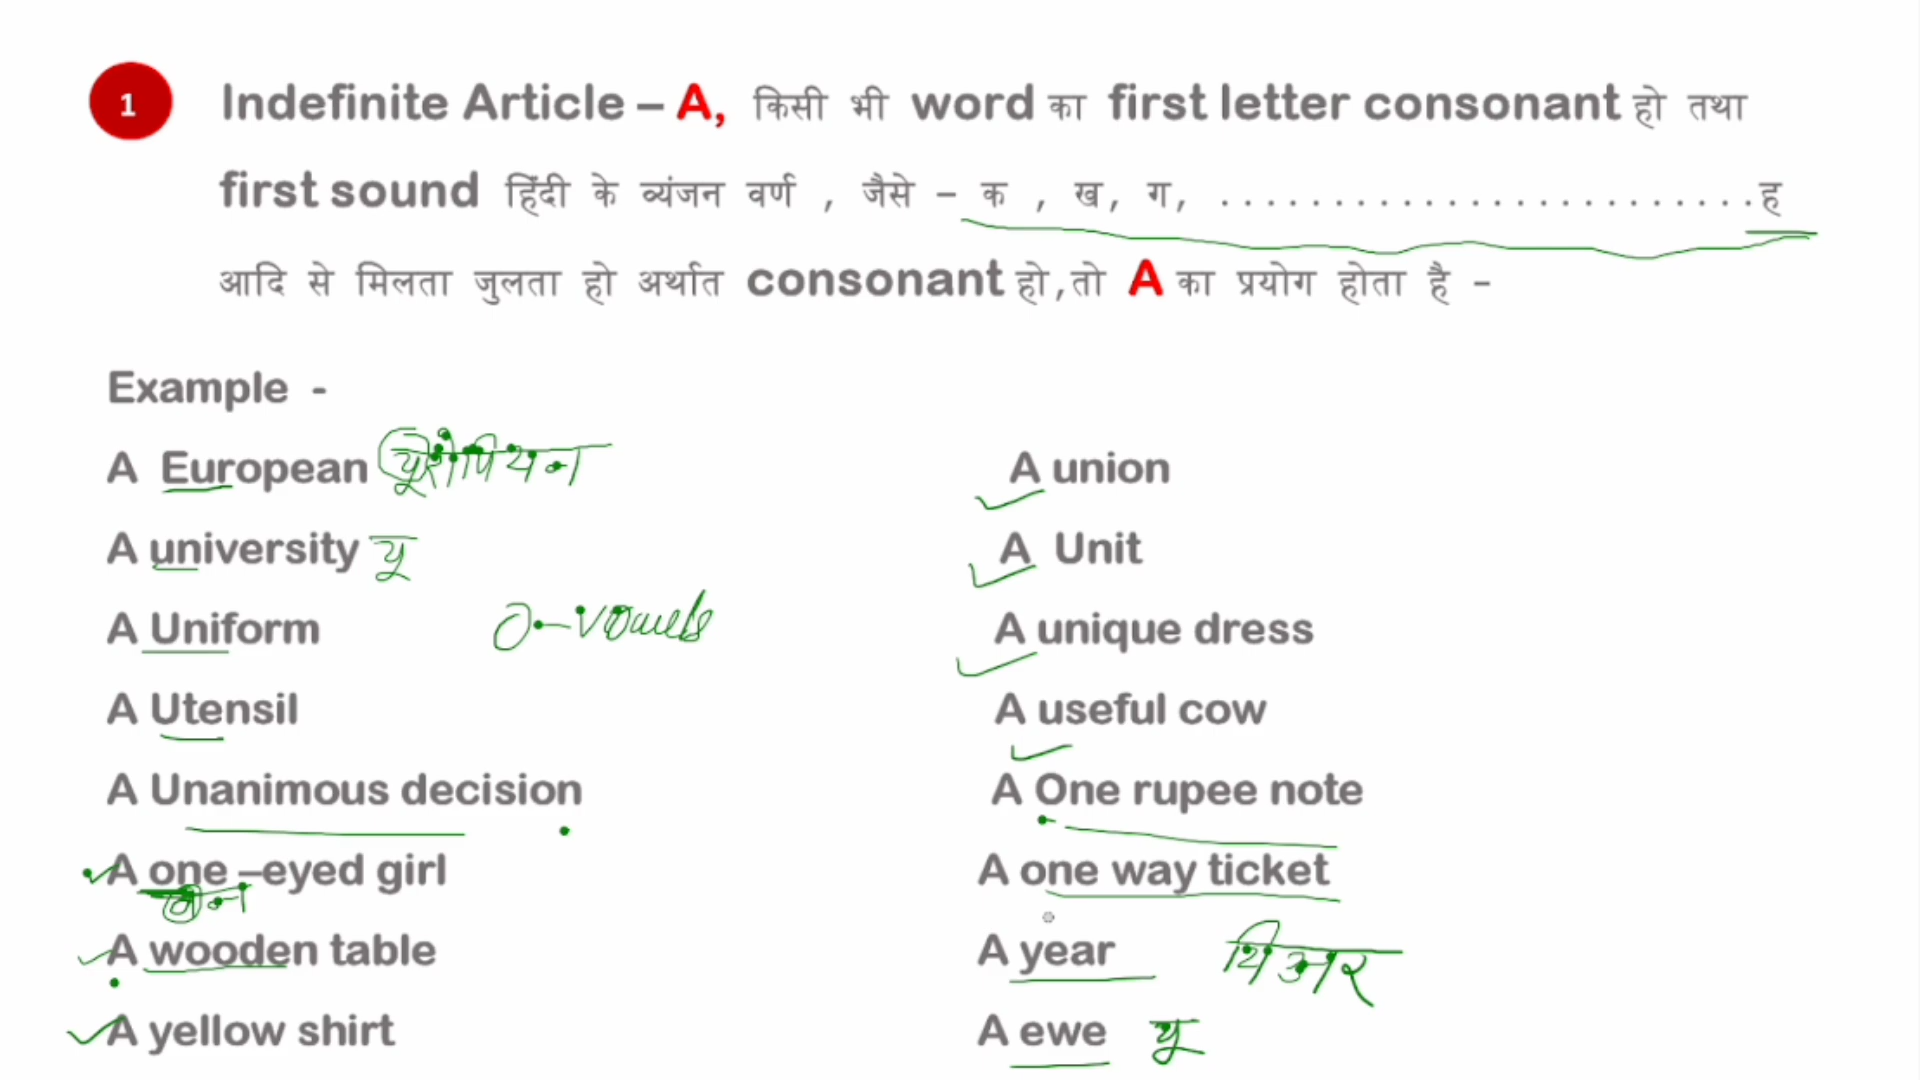 1 Indefinite Article – A, किसी भी word का first letter consonant हो तथा
first sound हिंदी के व्यंजन वर्ण , जैसे – क , ख, ग, ........................ह
आदि से मिलता जुलता हो अर्थात consonant हो,तो A का प्रयोग होता है –
Example -
A European यूरोपियन
A university यू
A Uniform O–vowels
A Utensil
A Unanimous decision
A one –eyed girl
वन
A wooden table
A yellow shirt
A union
A Unit
A unique dress
A useful cow
A One rupee note
A one way ticket
A year यिअर
A ewe यू